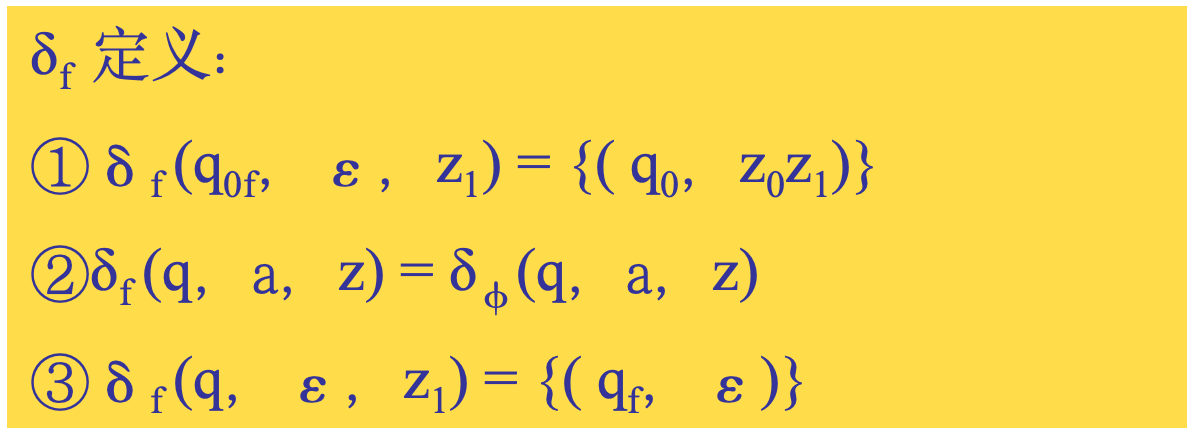 δf 定义:
① δ f(q0f, ε, z1) = {( q0, z0z1)}
②δf(q, a, z) = δϕ(q, a, z)
③ δ f(q, ε, z1) = {( qf, ε )}